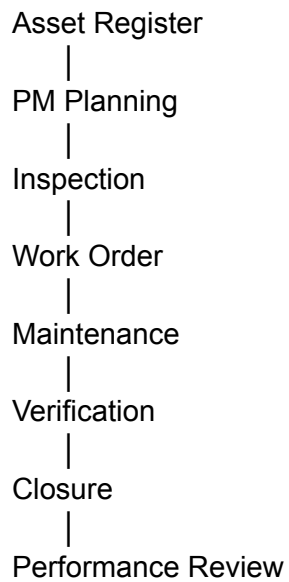 Asset Register
|
PM Planning
|
Inspection
|
Work Order
|
Maintenance
|
Verification
|
Closure
|
Performance Review